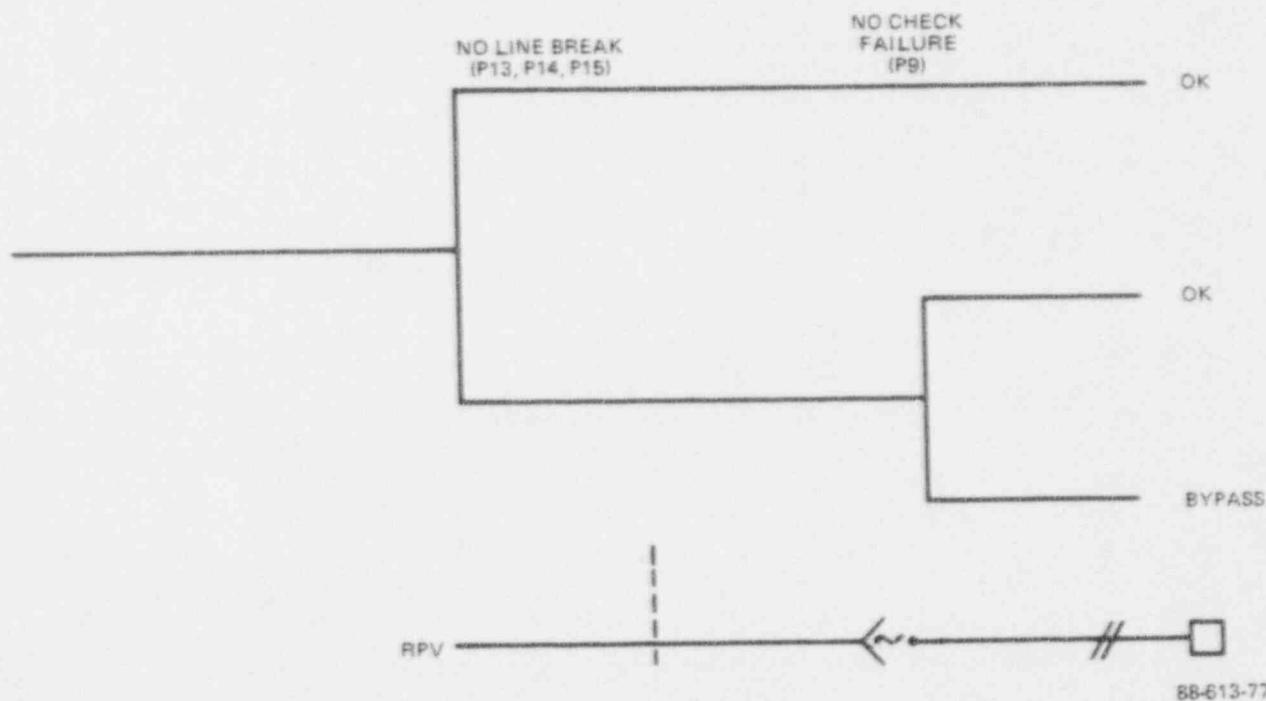 NO LINE BREAK
(P13, P14, P15)
NO CHECK
FAILURE
(P9)
OK
OK
BYPASS
RPV
88-613-77